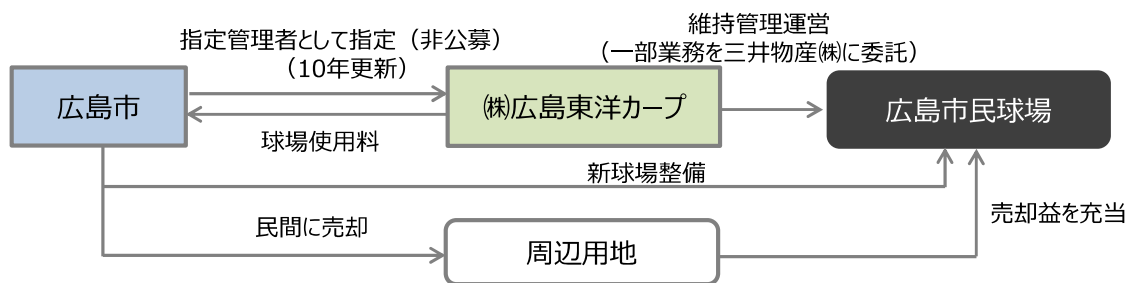 指定管理者として指定（非公募）
（10年更新）
維持管理運営
（一部業務を三井物産㈱に委託）
広島市
㈱広島東洋カープ
広島市民球場
球場使用料
新球場整備
民間に売却
周辺用地
売却益を充当